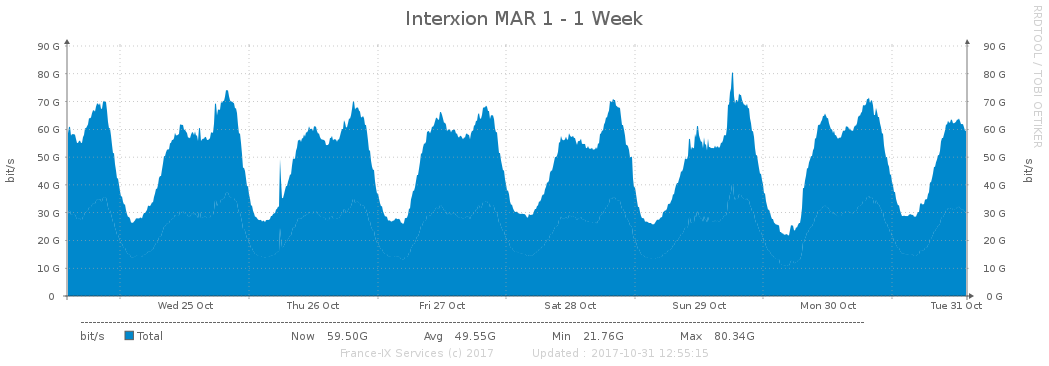 Interxion MAR 1 - 1 Week
RRDTOOL / TOBI OETIKER
90 G 90 G
80 G 80 G
70 G 70 G
60 G 60 G
50 G 50 G
40 G 40 G
30 G 30 G
20 G 20 G
10 G 10 G
0 0 G
bit/s
bit/s
Wed 25 Oct Thu 26 Oct Fri 27 Oct Sat 28 Oct Sun 29 Oct Mon 30 Oct Tue 31 Oct
bit/s Total Now 59.50G Avg 49.55G Min 21.76G Max 80.34G
France-IX Services (c) 2017 Updated : 2017-10-31 12:55:15